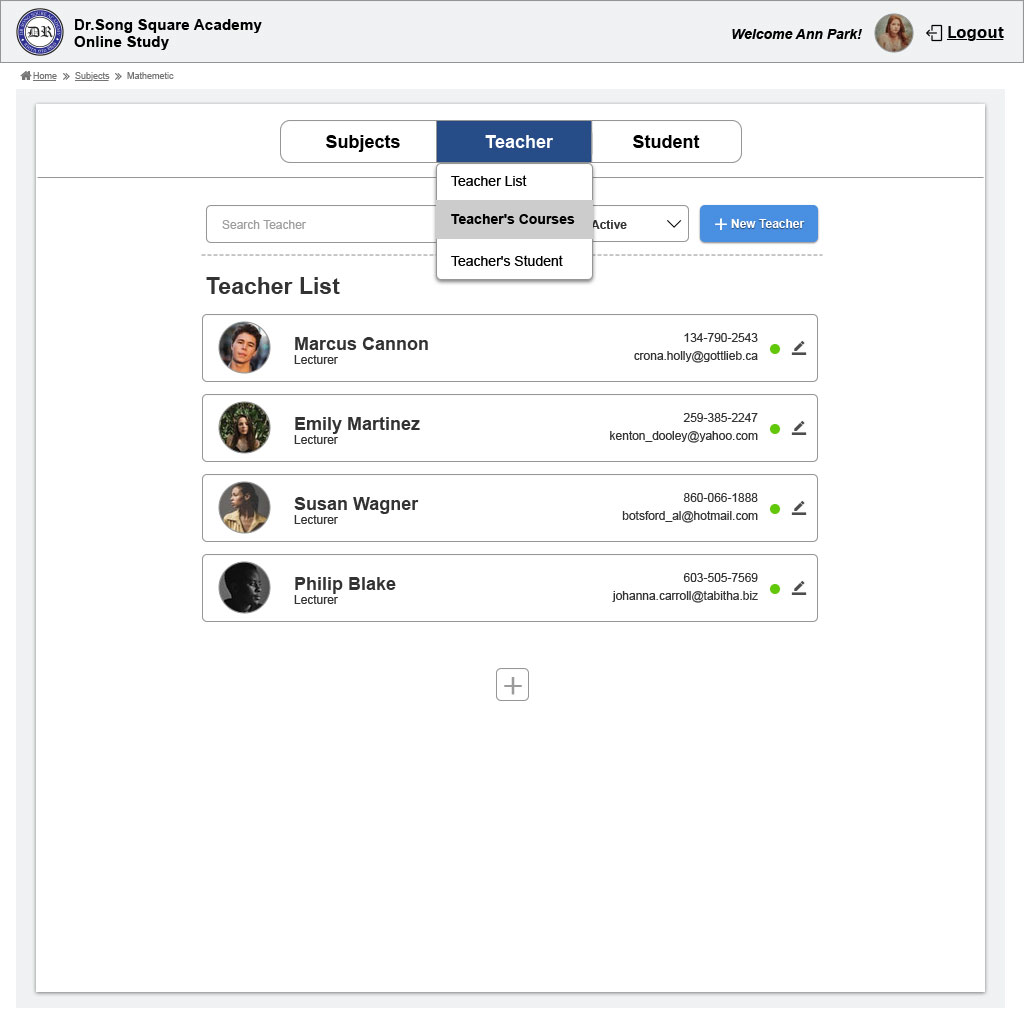 DR
Dr.Song Square Academy
Online Study
Welcome Ann Park!
Logout
Home
Subjects
Mathemetic
Subjects
Teacher
Student
Teacher List
Teacher's Courses
Teacher's Student
Search Teacher
Active
New Teacher
Teacher List
Marcus Cannon
Lecturer
134-790-2543
crona.holly@gottlieb.ca
Emily Martinez
Lecturer
259-385-2247
kenton_dooley@yahoo.com
Susan Wagner
Lecturer
860-066-1888
botsford_al@hotmail.com
Philip Blake
Lecturer
603-505-7569
johanna.carroll@tabitha.biz